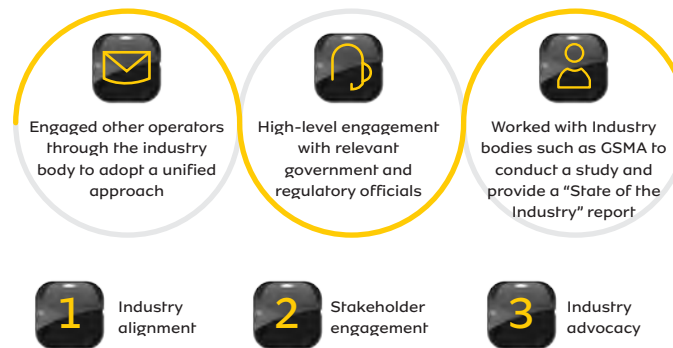 Engaged other operators
through the industry
body to adopt a unified
approach
High-level engagement
with relevant
government and
regulatory officials
Worked with Industry
bodies such as GSMA to
conduct a study and
provide a “State of the
Industry” report
1
Industry
alignment
2
Stakeholder
engagement
3
Industry
advocacy